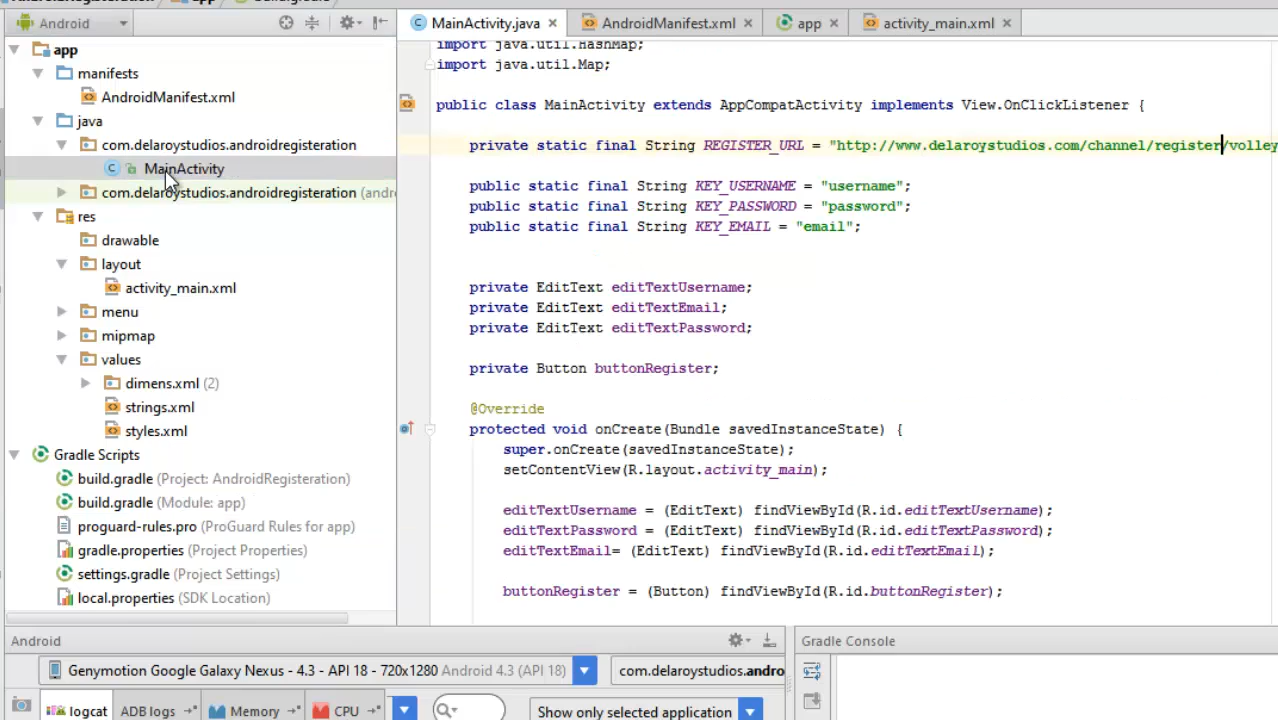 Android
MainActivity.java
AndroidManifest.xml
app
activity_main.xml
app
manifests
AndroidManifest.xml
java
com.delaroystudios.androidregisteration
MainActivity
com.delaroystudios.androidregisteration (andr
res
drawable
layout
activity_main.xml
menu
mipmap
values
dimens.xml (2)
strings.xml
styles.xml
Gradle Scripts
build.gradle (Project: AndroidRegisteration)
build.gradle (Module: app)
proguard-rules.pro (ProGuard Rules for app)
gradle.properties (Project Properties)
settings.gradle (Project Settings)
local.properties (SDK Location)
import java.util.HashMap;
import java.util.Map;
public class MainActivity extends AppCompatActivity implements View.OnClickListener {
private static final String REGISTER_URL = "http://www.delaroystudios.com/channel/register/volley
public static final String KEY_USERNAME = "username";
public static final String KEY_PASSWORD = "password";
public static final String KEY_EMAIL = "email";
private EditText editTextUsername;
private EditText editTextEmail;
private EditText editTextPassword;
private Button buttonRegister;
@Override
protected void onCreate(Bundle savedInstanceState) {
super.onCreate(savedInstanceState);
setContentView(R.layout.activity_main);
editTextUsername = (EditText) findViewById(R.id.editTextUsername);
editTextPassword = (EditText) findViewById(R.id.editTextPassword);
editTextEmail= (EditText) findViewById(R.id.editTextEmail);
buttonRegister = (Button) findViewById(R.id.buttonRegister);
Android
Gradle Console
Genymotion Google Galaxy Nexus - 4.3 - API 18 - 720x1280 Android 4.3 (API 18)
com.delaroystudios.andro
logcat
ADB logs
Memory
CPU
Show only selected application